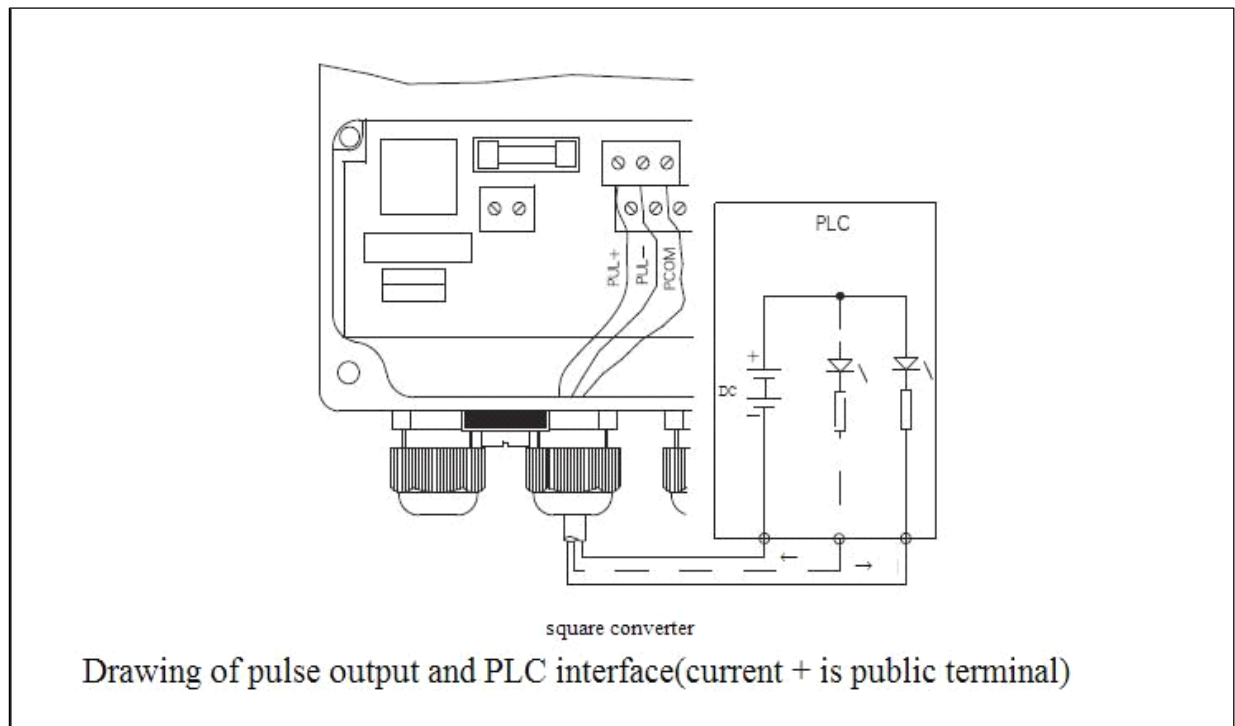 PLC
PUL+
PUL−
PCOM
+
DC
−
←
→
square converter
Drawing of pulse output and PLC interface(current + is public terminal)